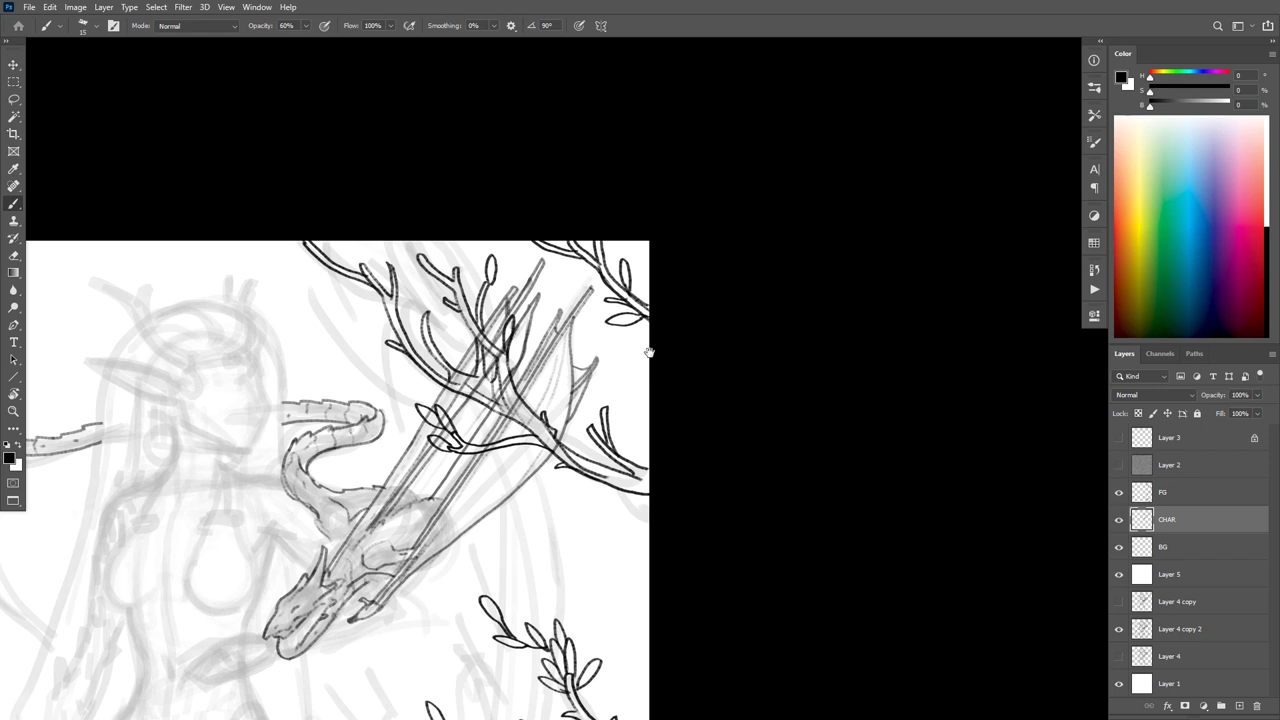 Ps File Edit Image Layer Type Select Filter 3D View Window Help
15 Mode: Normal Opacity: 60% Flow: 100% Smoothing: 0% 90°
Color
H 0 °
S 0 %
B 0 %
Layers Channels Paths
Kind
Normal Opacity: 100%
Lock: Fill: 100%
Layer 3
Layer 2
FG
CHAR
BG
Layer 5
Layer 4 copy
Layer 4 copy 2
Layer 4
Layer 1